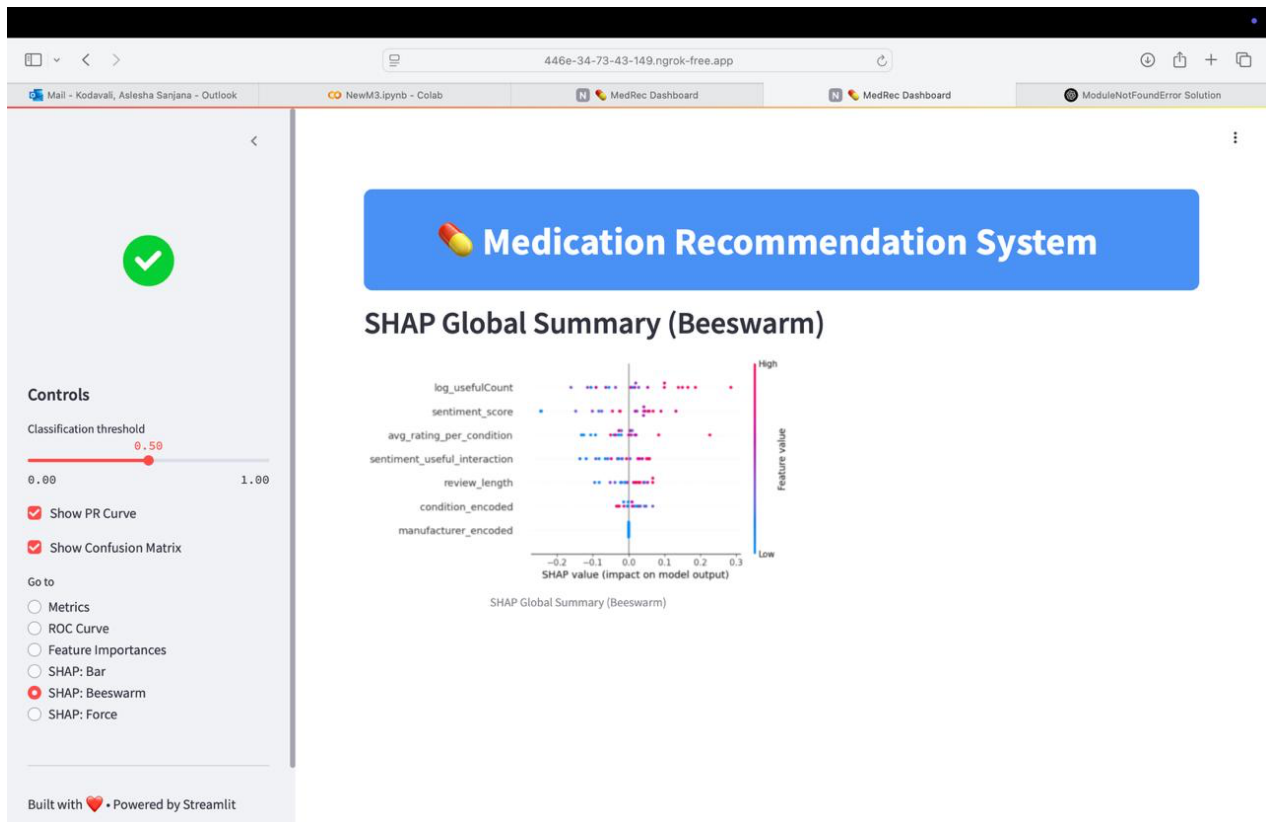 446e-34-73-43-149.ngrok-free.app
Mail - Kodavali, Aslesha Sanjana - Outlook
NewM3.ipynb - Colab
N MedRec Dashboard
N MedRec Dashboard
ModuleNotFoundError Solution
Controls
Classification threshold
0.50
0.00 1.00
Show PR Curve
Show Confusion Matrix
Go to
Metrics
ROC Curve
Feature Importances
SHAP: Bar
SHAP: Beeswarm
SHAP: Force
Built with ❤️ • Powered by Streamlit
💊 Medication Recommendation System
SHAP Global Summary (Beeswarm)
High
log_usefulCount
sentiment_score
avg_rating_per_condition
sentiment_useful_interaction
review_length
condition_encoded
manufacturer_encoded
Feature value
Low
−0.2 −0.1 0.0 0.1 0.2 0.3
SHAP value (impact on model output)
SHAP Global Summary (Beeswarm)